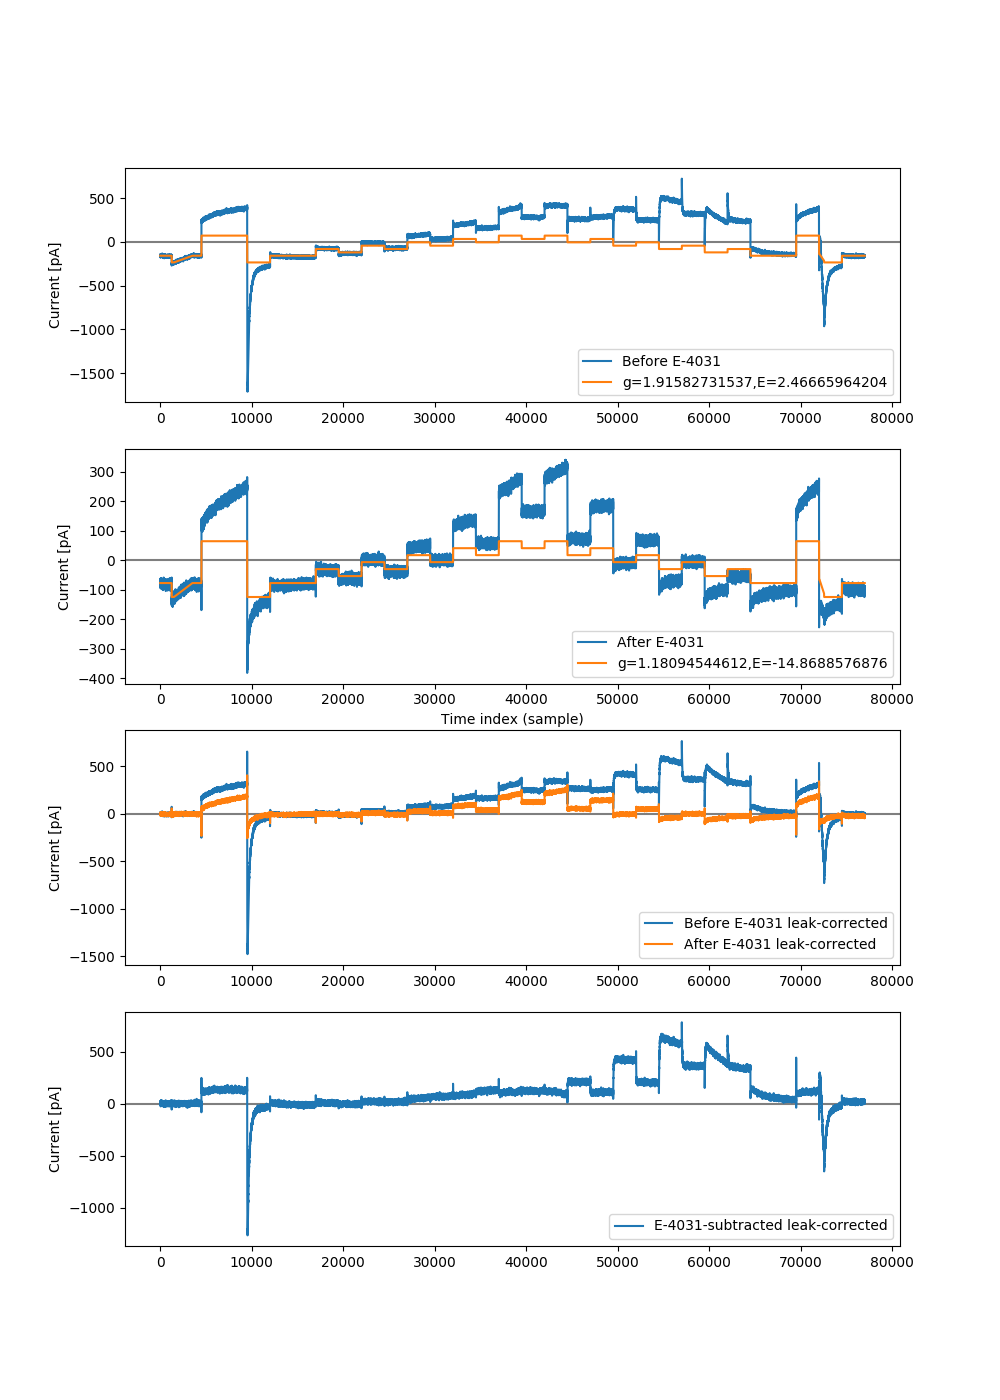 500
0
−500
−1000
−1500
Current [pA]
Before E-4031
g=1.91582731537,E=2.46665964204
0 10000 20000 30000 40000 50000 60000 70000 80000
300
200
100
0
−100
−200
−300
−400
Current [pA]
After E-4031
g=1.18094544612,E=-14.8688576876
0 10000 20000 30000 40000 50000 60000 70000 80000
Time index (sample)
500
0
−500
−1000
−1500
Current [pA]
Before E-4031 leak-corrected
After E-4031 leak-corrected
0 10000 20000 30000 40000 50000 60000 70000 80000
500
0
−500
−1000
Current [pA]
E-4031-subtracted leak-corrected
0 10000 20000 30000 40000 50000 60000 70000 80000